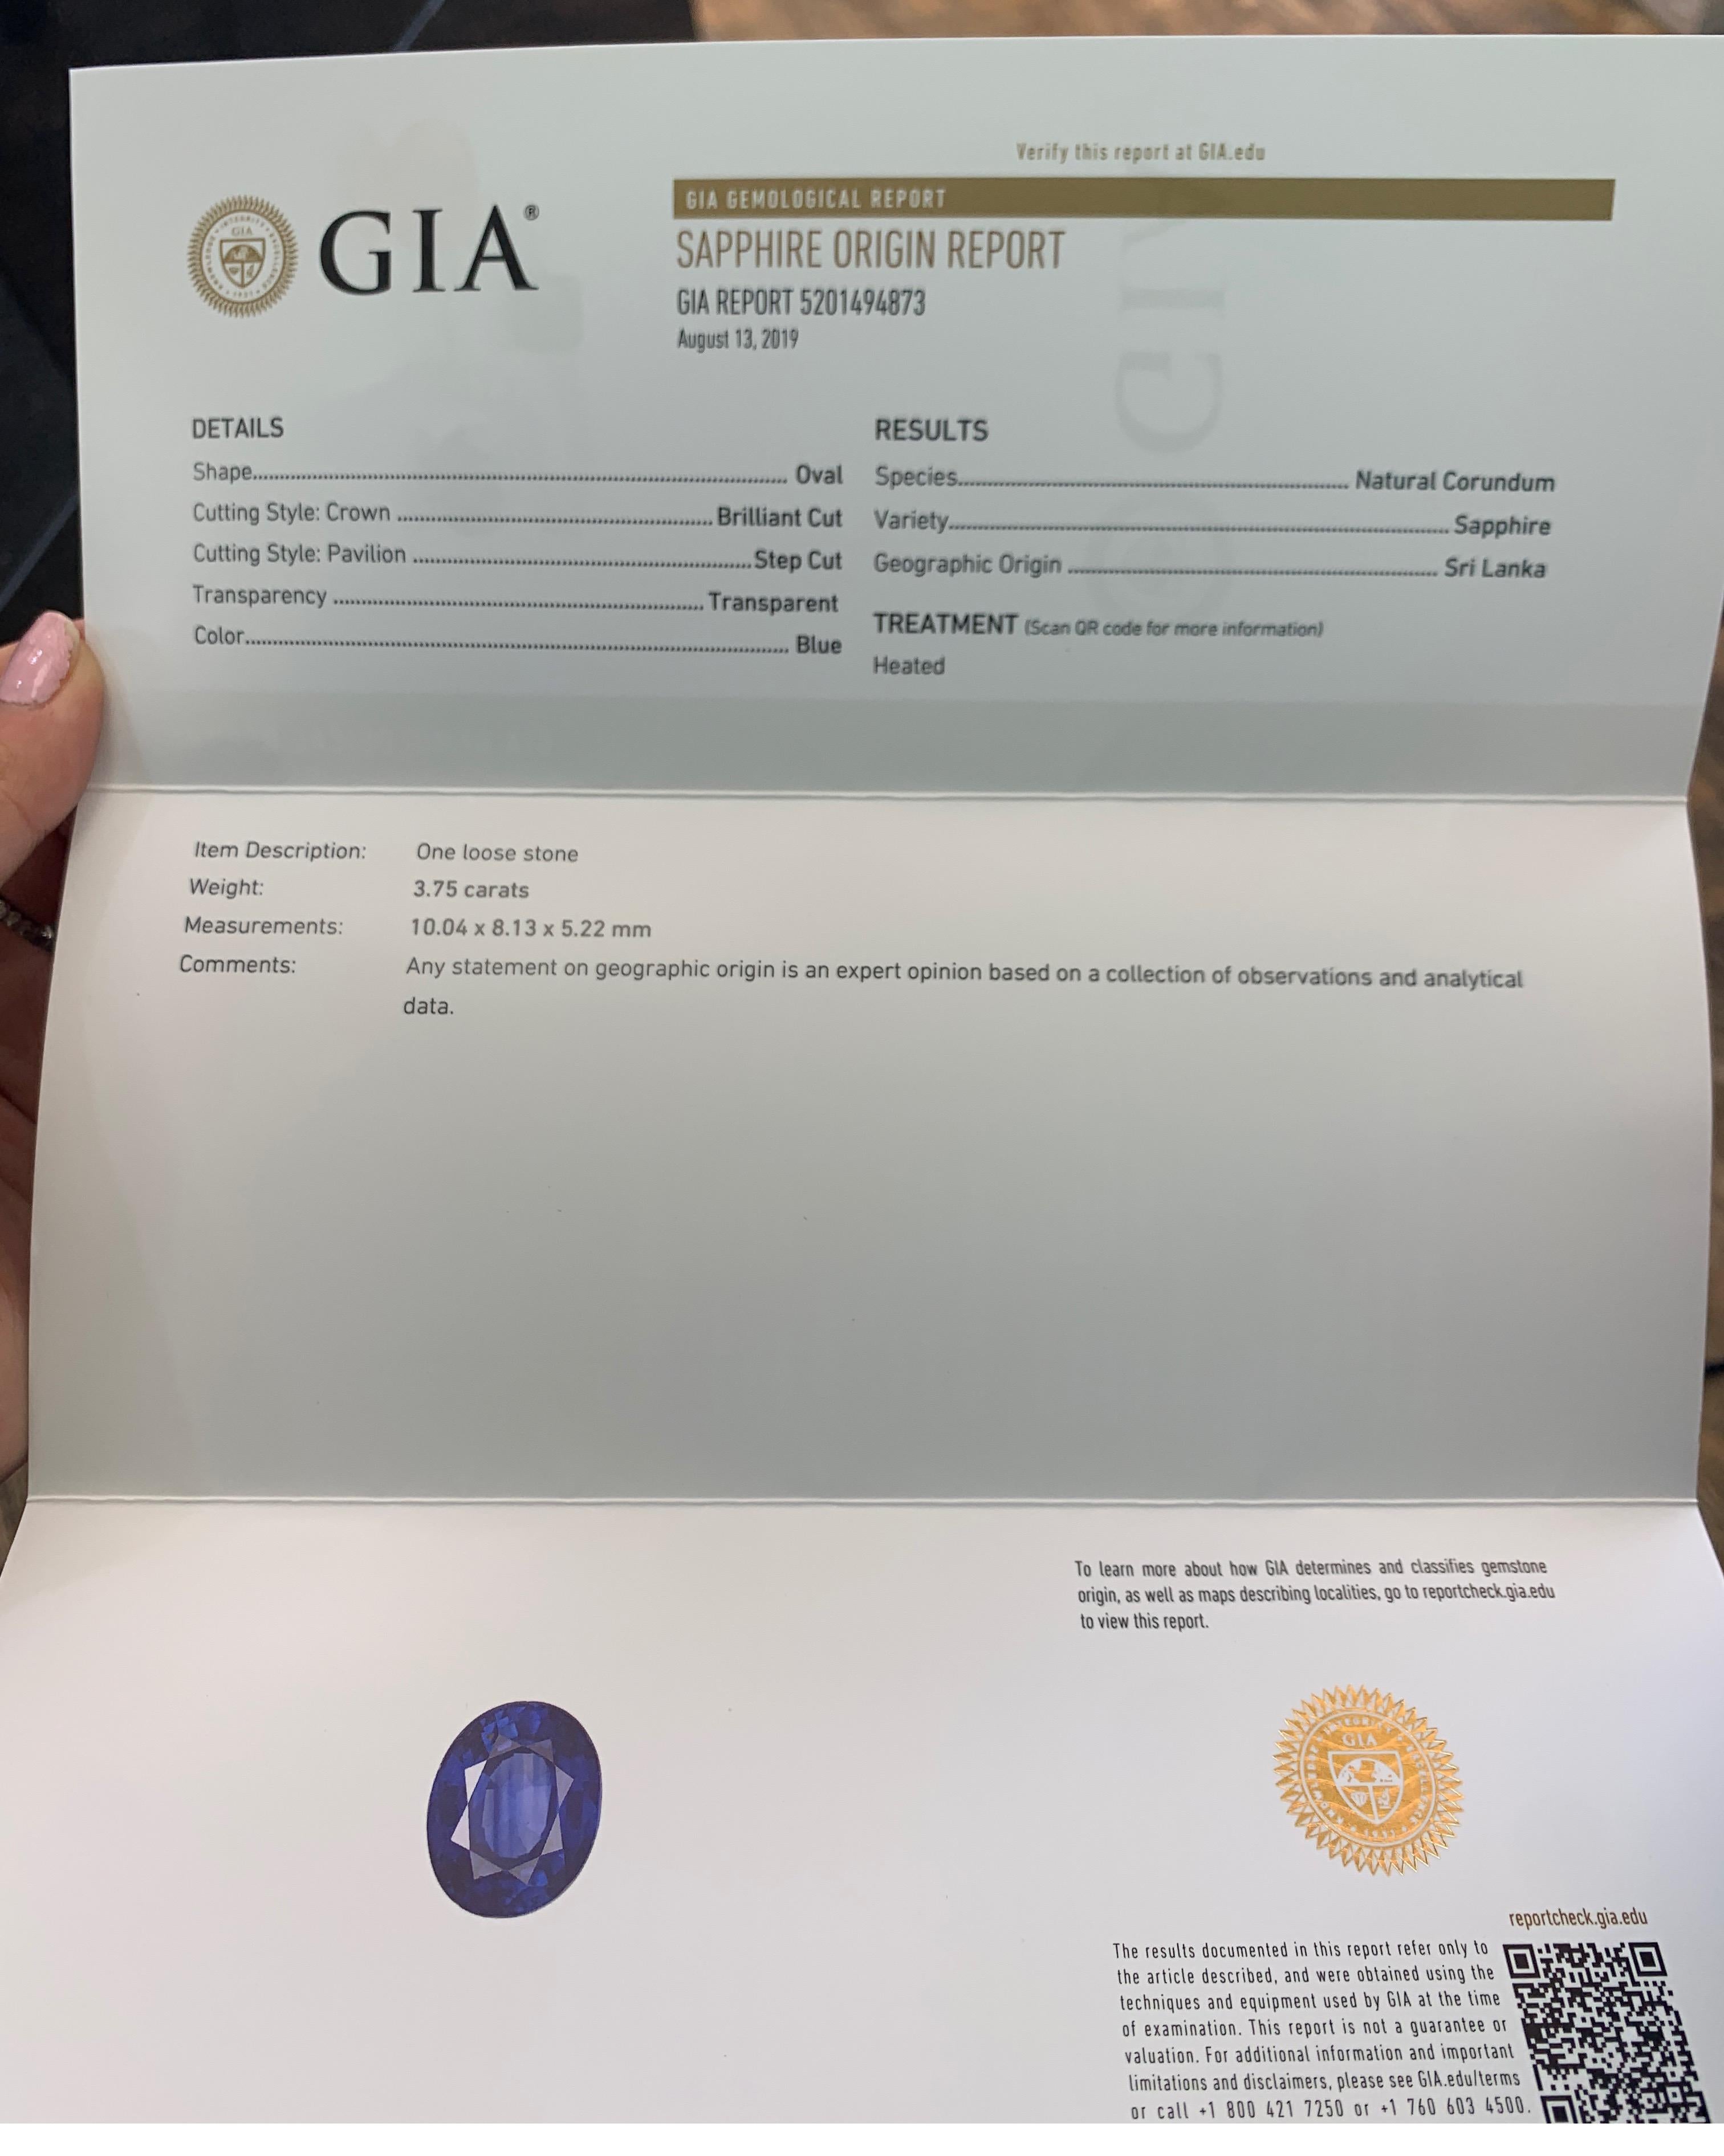 Verify this report at GIA.edu
GIA®
GIA GEMOLOGICAL REPORT
SAPPHIRE ORIGIN REPORT
GIA REPORT 5201494873
August 13, 2019
DETAILS
Shape.......... Oval
Cutting Style: Crown .......... Brilliant Cut
Cutting Style: Pavilion .......... Step Cut
Transparency .......... Transparent
Color.......... Blue
RESULTS
Species.......... Natural Corundum
Variety.......... Sapphire
Geographic Origin .......... Sri Lanka
TREATMENT (Scan QR code for more information)
Heated
Item Description: One loose stone
Weight: 3.75 carats
Measurements: 10.04 x 8.13 x 5.22 mm
Comments: Any statement on geographic origin is an expert opinion based on a collection of observations and analytical
data.
To learn more about how GIA determines and classifies gemstone
origin, as well as maps describing localities, go to reportcheck.gia.edu
to view this report.
GIA
reportcheck.gia.edu
The results documented in this report refer only to
the article described, and were obtained using the
techniques and equipment used by GIA at the time
of examination. This report is not a guarantee or
valuation. For additional information and important
limitations and disclaimers, please see GIA.edu/terms
or call +1 800 421 7250 or +1 760 603 4500.